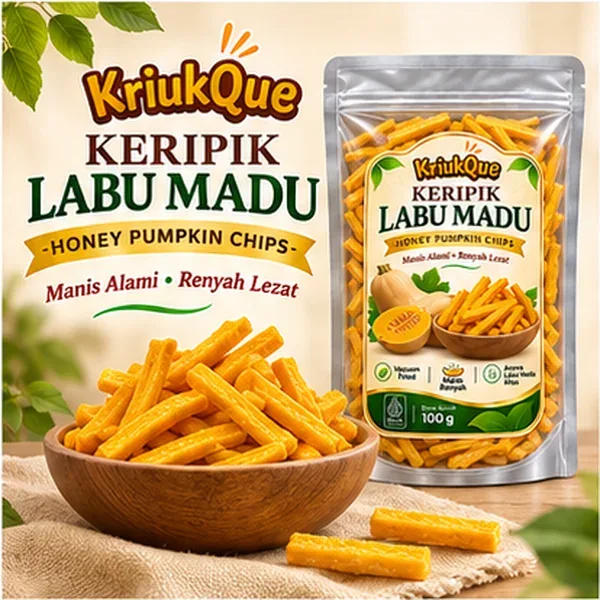 KriukQue
KERIPIK
LABU MADU
-HONEY PUMPKIN CHIPS-
Manis Alami • Renyah Lezat
KriukQue
KERIPIK
LABU MADU
HONEY PUMPKIN CHIPS
Manis Alami • Renyah Lezat
Renyah
100 g